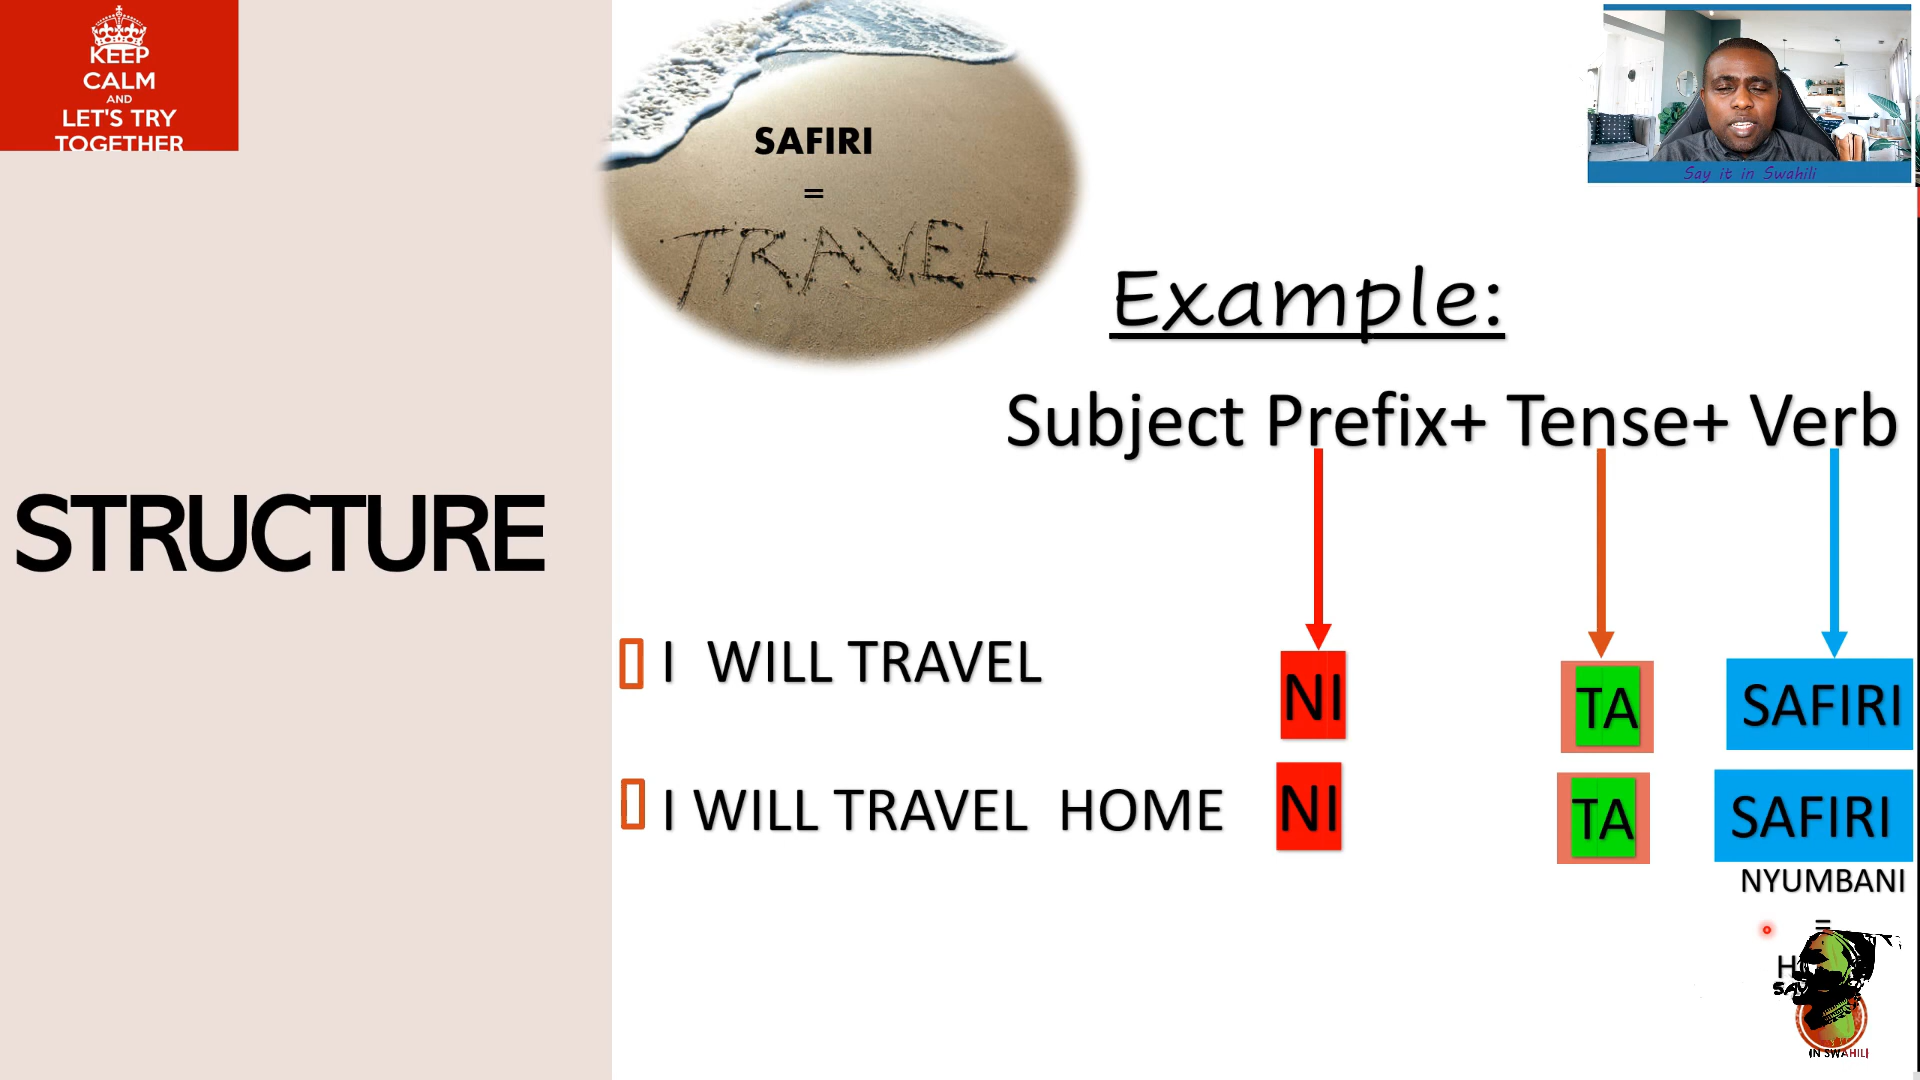 KEEP
CALM
AND
LET'S TRY
TOGETHER
SAFIRI
=
TRAVEL
Say it in Swahili
Example:
Subject Prefix+ Tense+ Verb
STRUCTURE
I WILL TRAVEL NI TA SAFIRI
I WILL TRAVEL HOME NI TA SAFIRI
NYUMBANI
=
SAY
IN SWAHILI